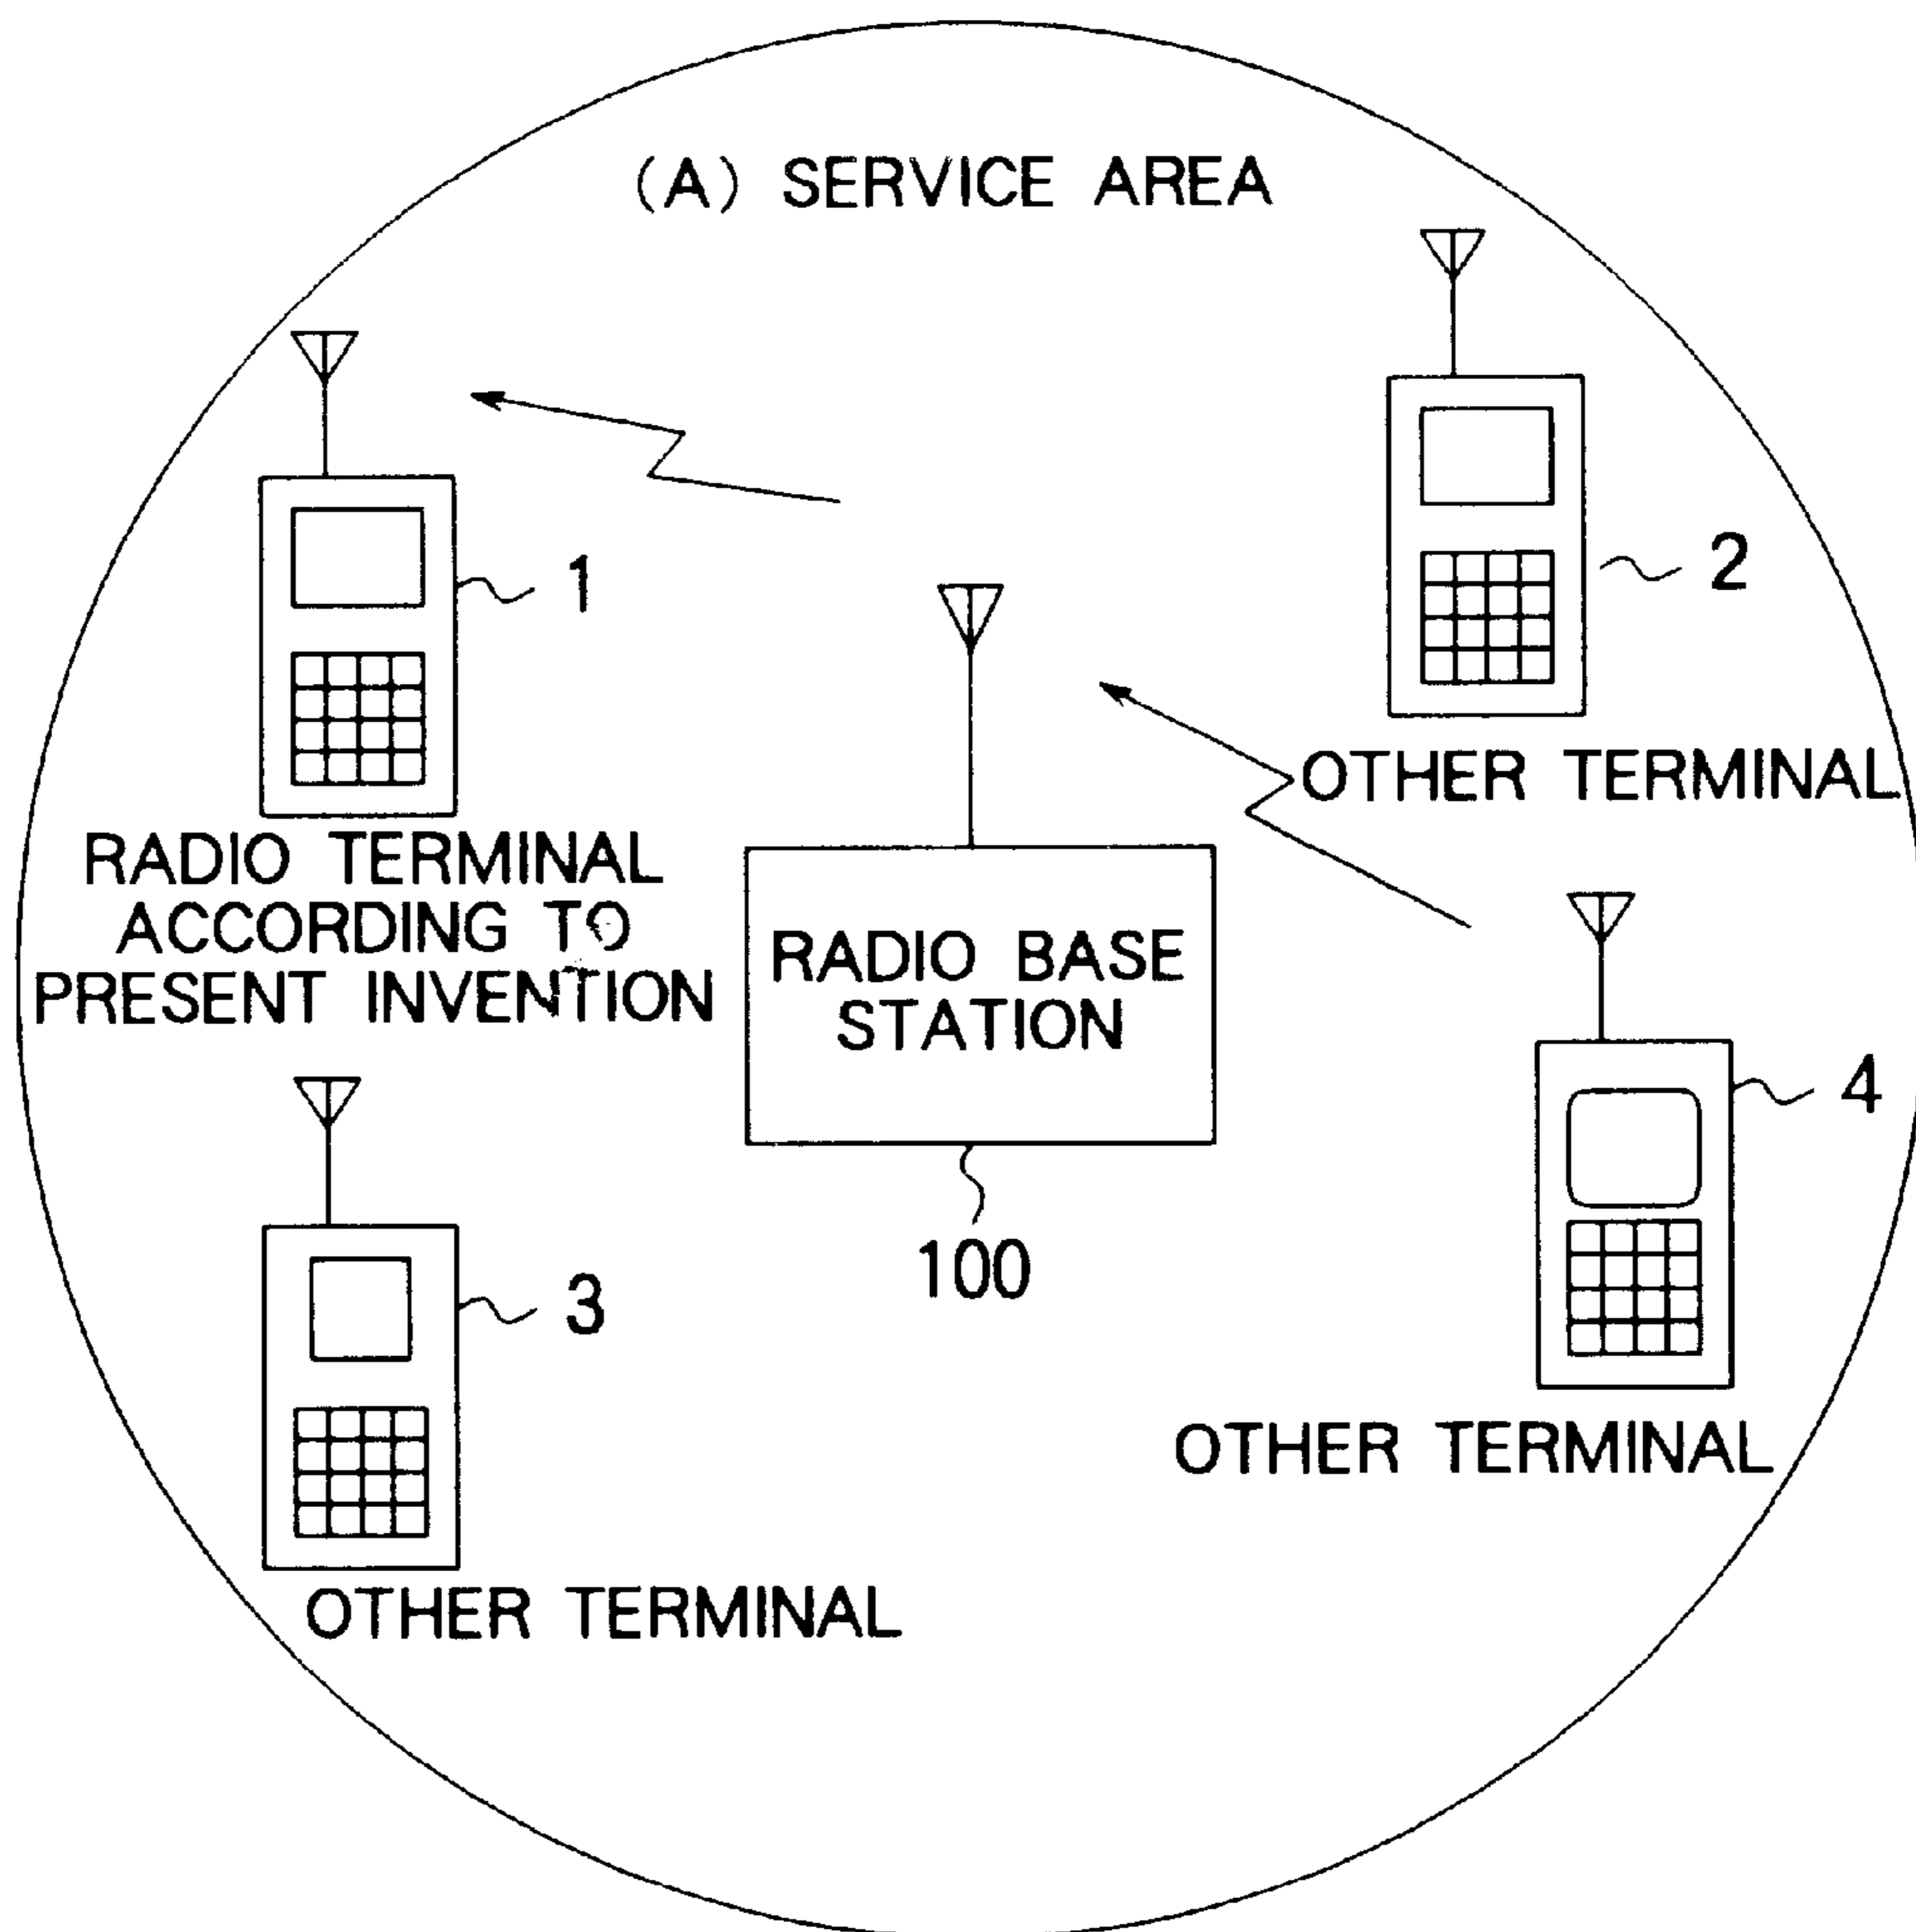 (A) SERVICE AREA
1
2
OTHER TERMINAL
RADIO TERMINAL
ACCORDING TO
PRESENT INVENTION
RADIO BASE
STATION
4
100
3
OTHER TERMINAL
OTHER TERMINAL